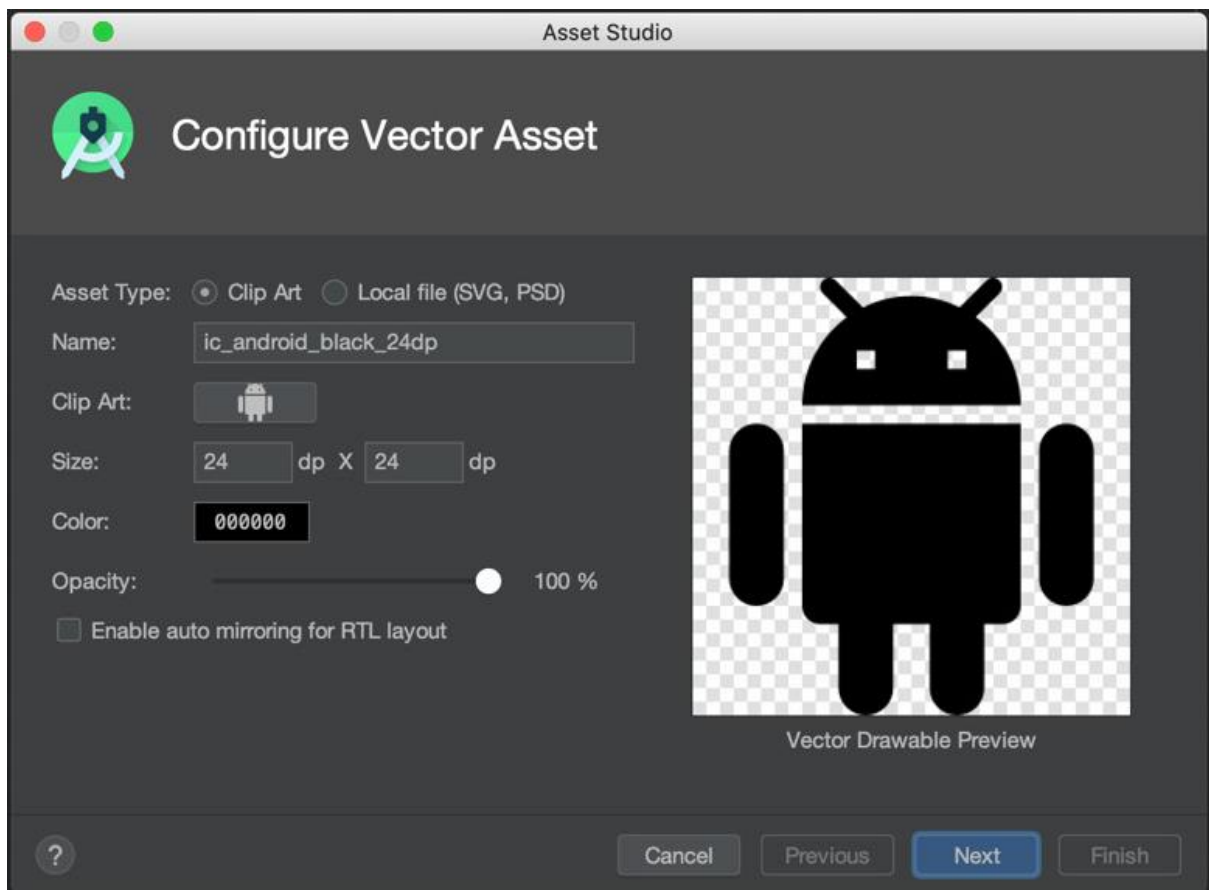 Asset Studio
Configure Vector Asset
Asset Type: Clip Art Local file (SVG, PSD)
Name: ic_android_black_24dp
Clip Art:
Size: 24 dp X 24 dp
Color: 000000
Opacity: 100 %
Enable auto mirroring for RTL layout
Vector Drawable Preview
? Cancel Previous Next Finish